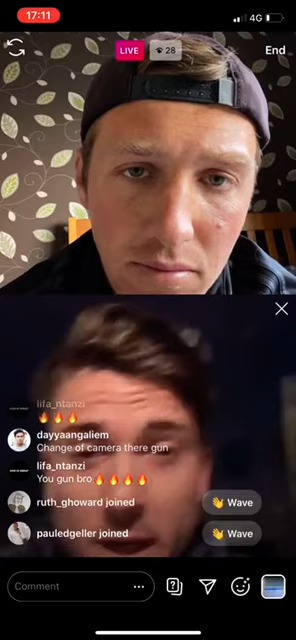 17:11
4G
LIVE
28
End
lifa_ntanzi
🔥🔥🔥
dayyaangaliem
Change of camera there gun
lifa_ntanzi
You gun bro🔥🔥🔥🔥
ruth_ghoward joined
👋 Wave
pauledgeller joined
👋 Wave
Comment